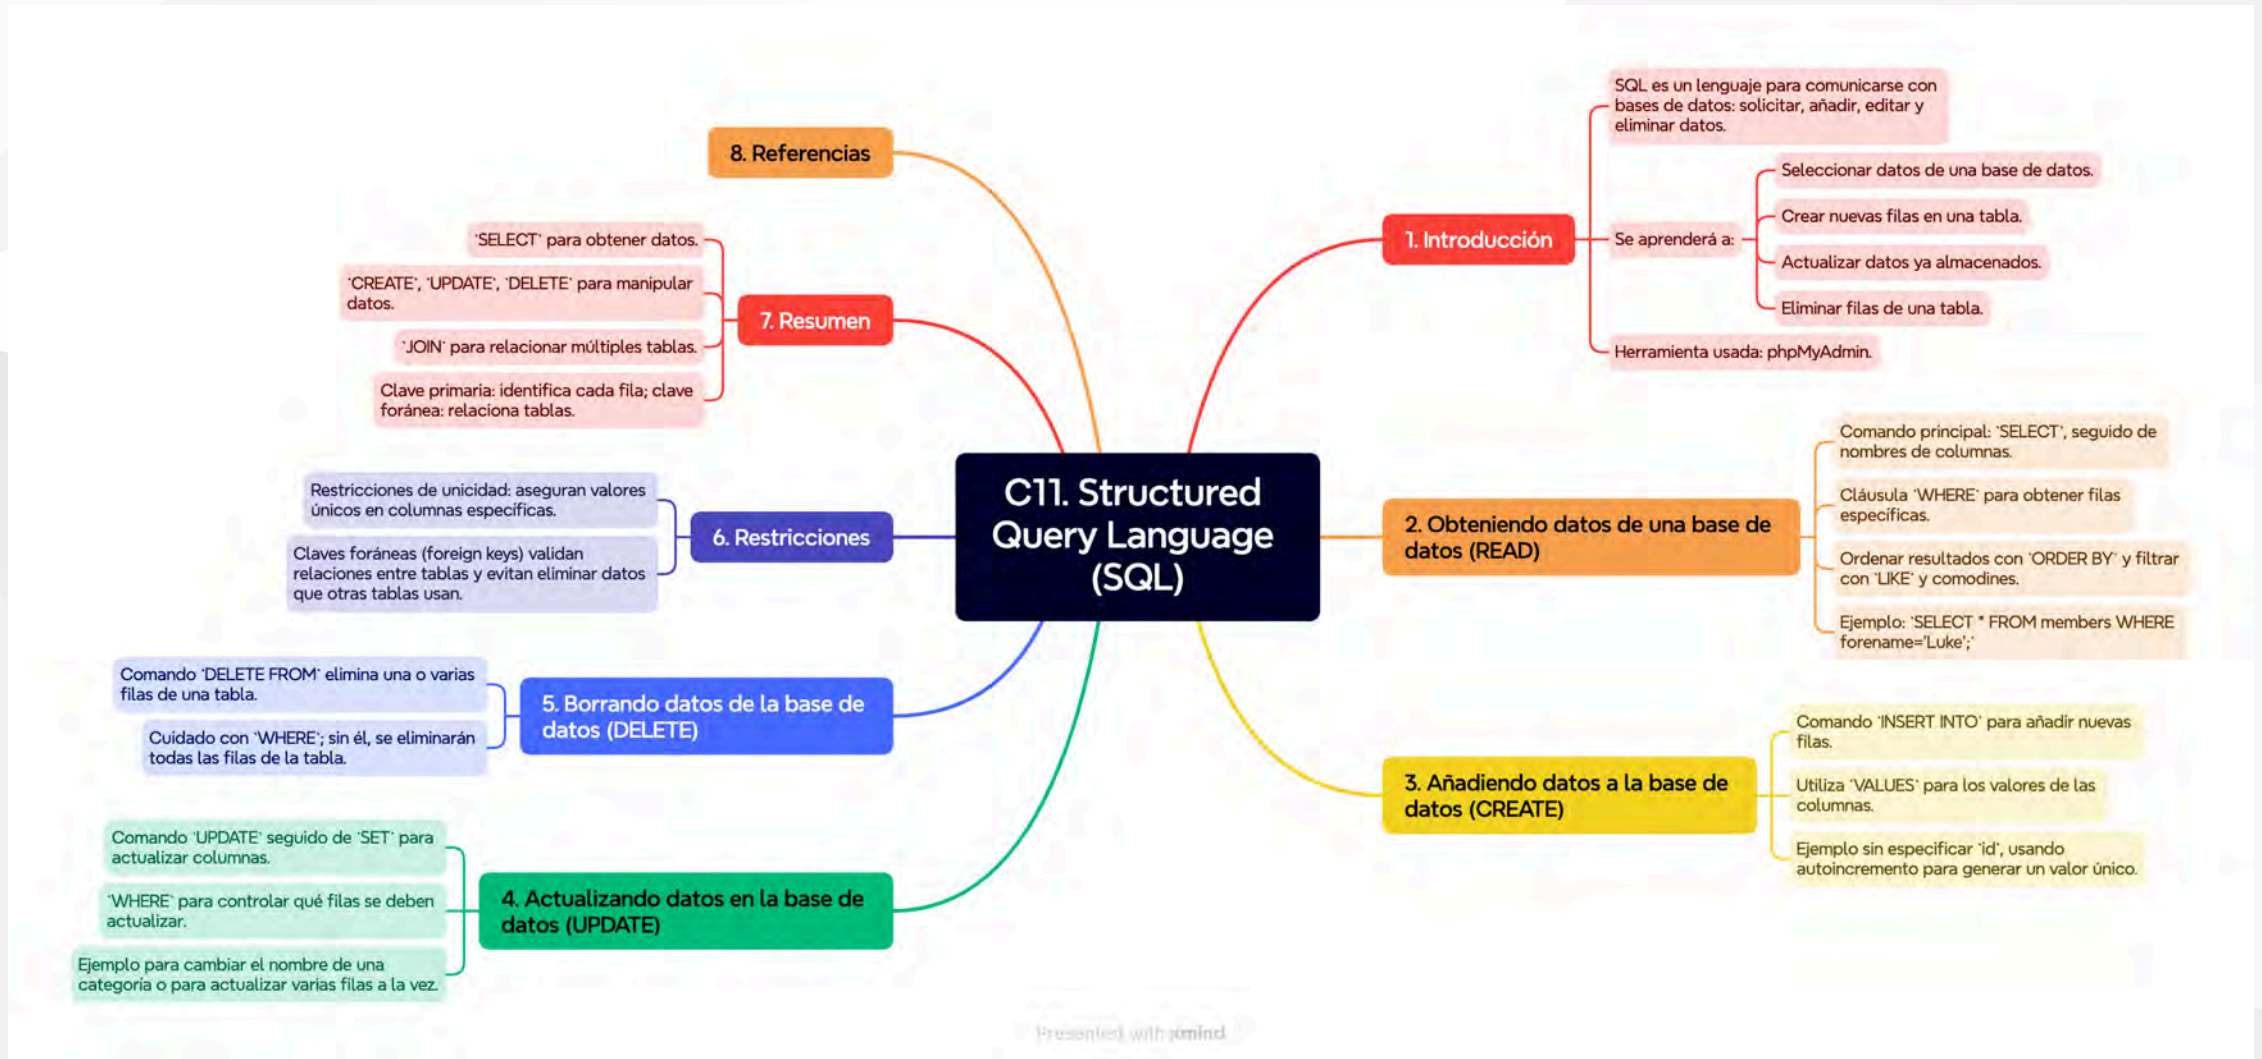 C11. Structured
Query Language
(SQL)
1. Introducción
SQL es un lenguaje para comunicarse con
bases de datos: solicitar, añadir, editar y
eliminar datos.
Se aprenderá a:
Seleccionar datos de una base de datos.
Crear nuevas filas en una tabla.
Actualizar datos ya almacenados.
Eliminar filas de una tabla.
Herramienta usada: phpMyAdmin.
2. Obteniendo datos de una base de
datos (READ)
Comando principal: `SELECT`, seguido de
nombres de columnas.
Cláusula `WHERE` para obtener filas
específicas.
Ordenar resultados con `ORDER BY` y filtrar
con `LIKE` y comodines.
Ejemplo: `SELECT * FROM members WHERE
forename='Luke';`
3. Añadiendo datos a la base de
datos (CREATE)
Comando `INSERT INTO` para añadir nuevas
filas.
Utiliza `VALUES` para los valores de las
columnas.
Ejemplo sin especificar `id`, usando
autoincremento para generar un valor único.
4. Actualizando datos en la base de
datos (UPDATE)
Comando `UPDATE` seguido de `SET` para
actualizar columnas.
`WHERE` para controlar qué filas se deben
actualizar.
Ejemplo para cambiar el nombre de una
categoría o para actualizar varias filas a la vez.
5. Borrando datos de la base de
datos (DELETE)
Comando `DELETE FROM` elimina una o varias
filas de una tabla.
Cuidado con `WHERE`; sin él, se eliminarán
todas las filas de la tabla.
6. Restricciones
Restricciones de unicidad: aseguran valores
únicos en columnas específicas.
Claves foráneas (foreign keys) validan
relaciones entre tablas y evitan eliminar datos
que otras tablas usan.
7. Resumen
`SELECT` para obtener datos.
`CREATE`, `UPDATE`, `DELETE` para manipular
datos.
`JOIN` para relacionar múltiples tablas.
Clave primaria: identifica cada fila; clave
foránea: relaciona tablas.
8. Referencias
Presented with xmind